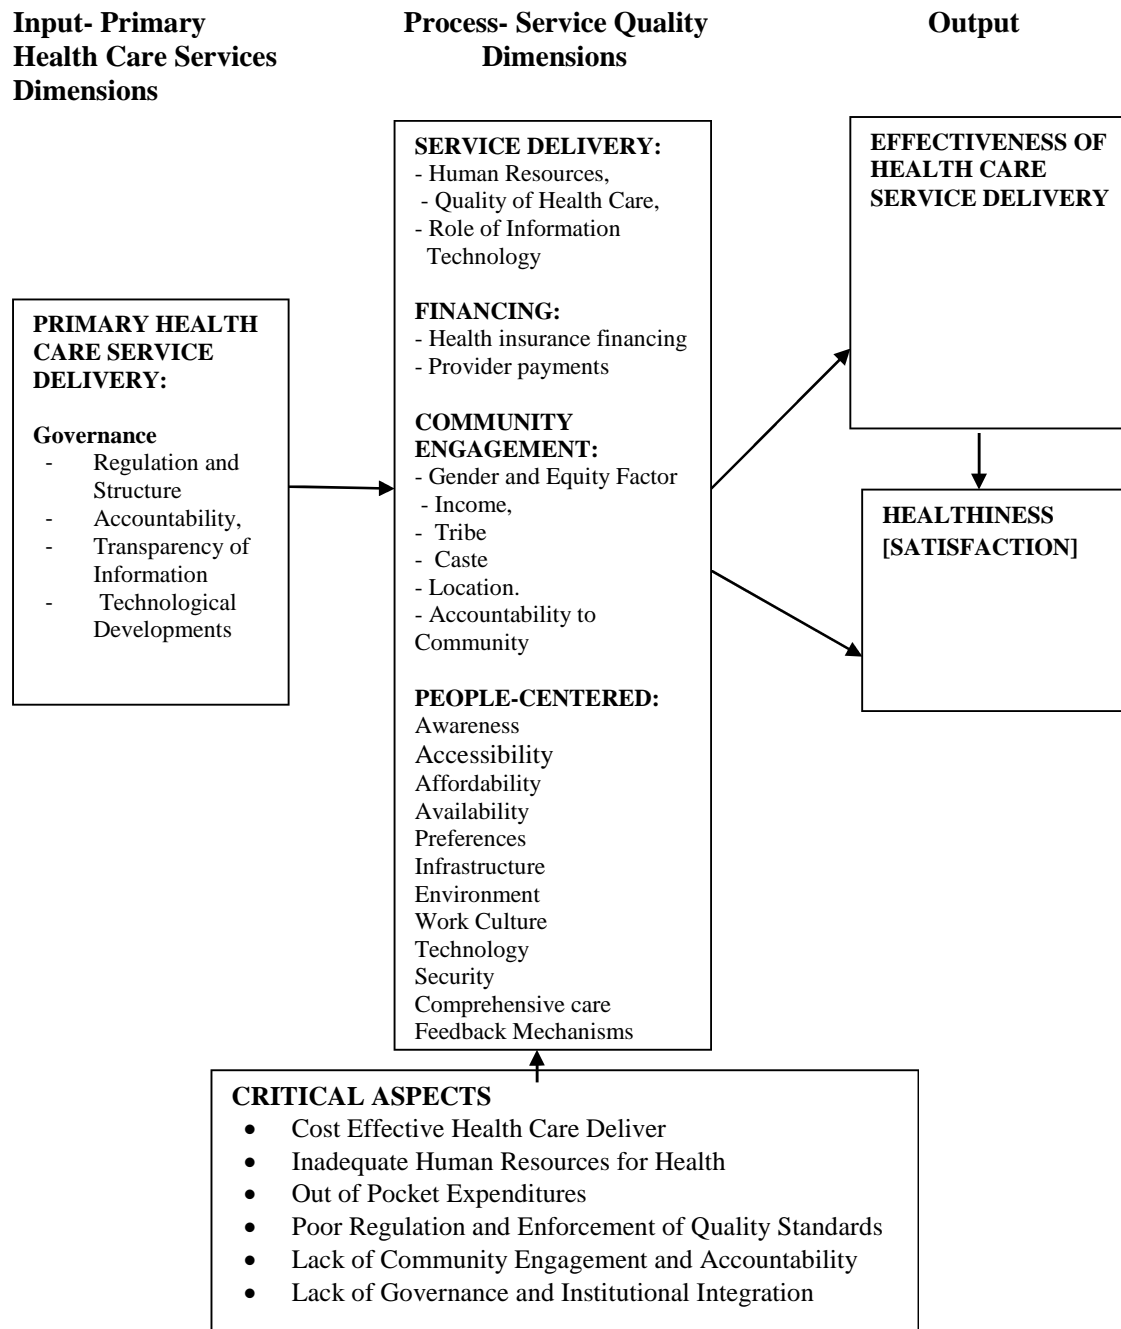 Input- Primary
Health Care Services
Dimensions
Process- Service Quality
Dimensions
Output
PRIMARY HEALTH
CARE SERVICE
DELIVERY:
Governance
- Regulation and
Structure
- Accountability,
- Transparency of
Information
- Technological
Developments
SERVICE DELIVERY:
- Human Resources,
- Quality of Health Care,
- Role of Information
Technology
FINANCING:
- Health insurance financing
- Provider payments
COMMUNITY
ENGAGEMENT:
- Gender and Equity Factor
- Income,
- Tribe
- Caste
- Location.
- Accountability to
Community
PEOPLE-CENTERED:
Awareness
Accessibility
Affordability
Availability
Preferences
Infrastructure
Environment
Work Culture
Technology
Security
Comprehensive care
Feedback Mechanisms
EFFECTIVENESS OF
HEALTH CARE
SERVICE DELIVERY
HEALTHINESS
[SATISFACTION]
CRITICAL ASPECTS
• Cost Effective Health Care Deliver
• Inadequate Human Resources for Health
• Out of Pocket Expenditures
• Poor Regulation and Enforcement of Quality Standards
• Lack of Community Engagement and Accountability
• Lack of Governance and Institutional Integration